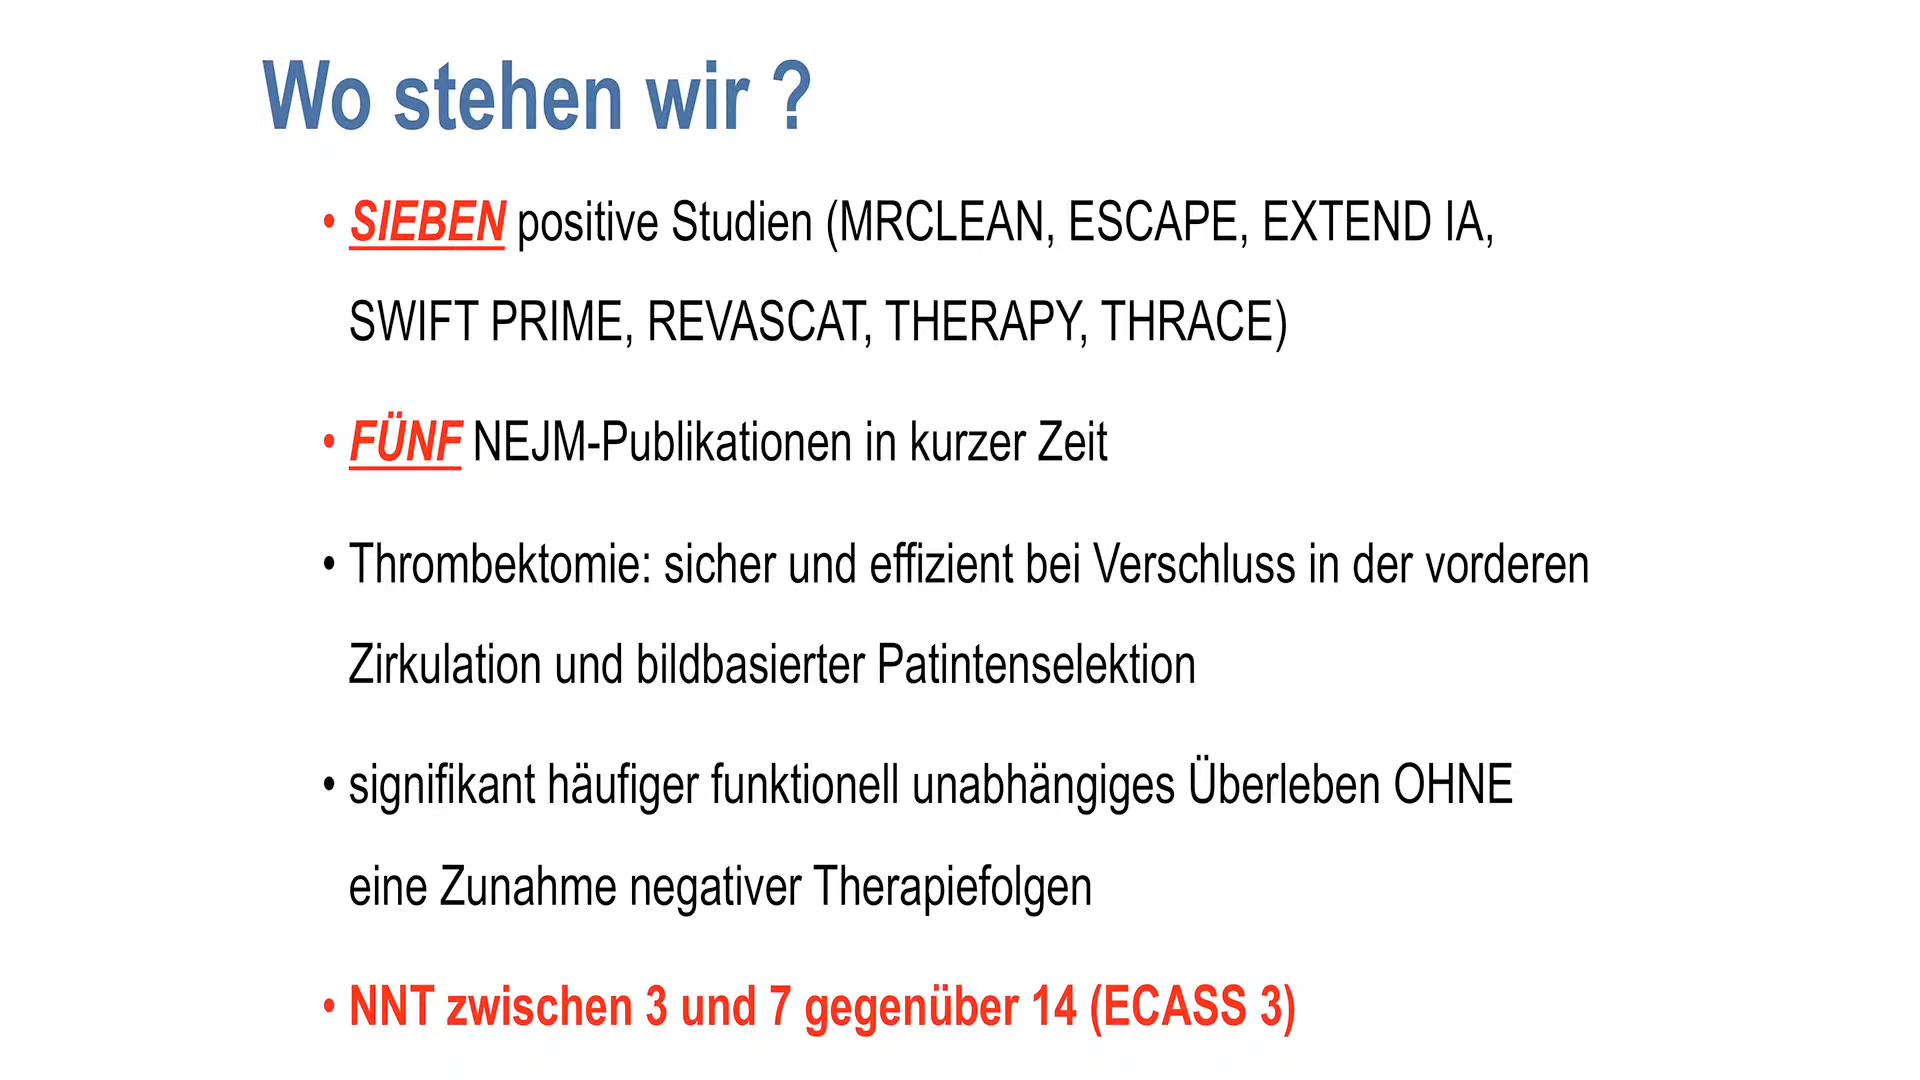 Wo stehen wir ?
• SIEBEN positive Studien (MRCLEAN, ESCAPE, EXTEND IA,
SWIFT PRIME, REVASCAT, THERAPY, THRACE)
• FÜNF NEJM-Publikationen in kurzer Zeit
• Thrombektomie: sicher und effizient bei Verschluss in der vorderen
Zirkulation und bildbasierter Patintenselektion
• signifikant häufiger funktionell unabhängiges Überleben OHNE
eine Zunahme negativer Therapiefolgen
• NNT zwischen 3 und 7 gegenüber 14 (ECASS 3)